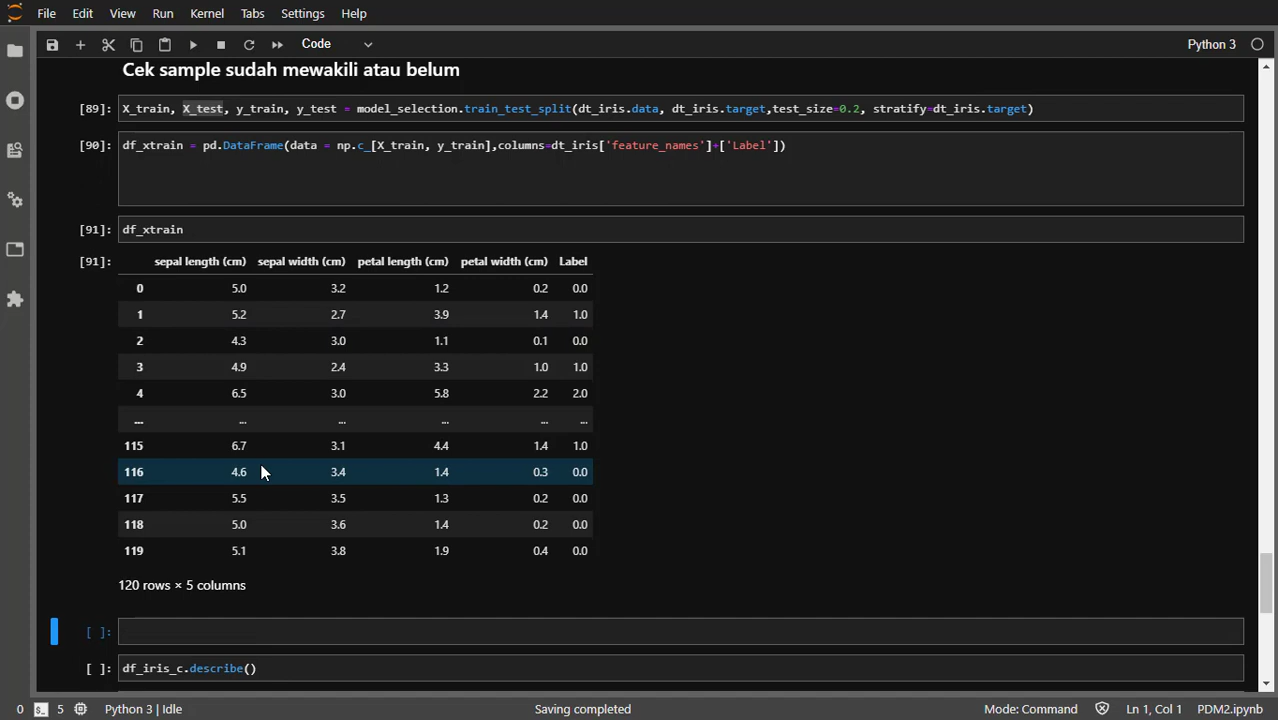 File Edit View Run Kernel Tabs Settings Help
Code Python 3
Cek sample sudah mewakili atau belum
[89]: X_train, X_test, y_train, y_test = model_selection.train_test_split(dt_iris.data, dt_iris.target,test_size=0.2, stratify=dt_iris.target)
[90]: df_xtrain = pd.DataFrame(data = np.c_[X_train, y_train],columns=dt_iris['feature_names']+['Label'])
[91]: df_xtrain
[91]: sepal length (cm) sepal width (cm) petal length (cm) petal width (cm) Label
0 5.0 3.2 1.2 0.2 0.0
1 5.2 2.7 3.9 1.4 1.0
2 4.3 3.0 1.1 0.1 0.0
3 4.9 2.4 3.3 1.0 1.0
4 6.5 3.0 5.8 2.2 2.0
... ... ... ... ... ...
115 6.7 3.1 4.4 1.4 1.0
116 4.6 3.4 1.4 0.3 0.0
117 5.5 3.5 1.3 0.2 0.0
118 5.0 3.6 1.4 0.2 0.0
119 5.1 3.8 1.9 0.4 0.0
120 rows × 5 columns
[ ]:
[ ]: df_iris_c.describe()
0 5 Python 3 | Idle Saving completed Mode: Command Ln 1, Col 1 PDM2.ipynb